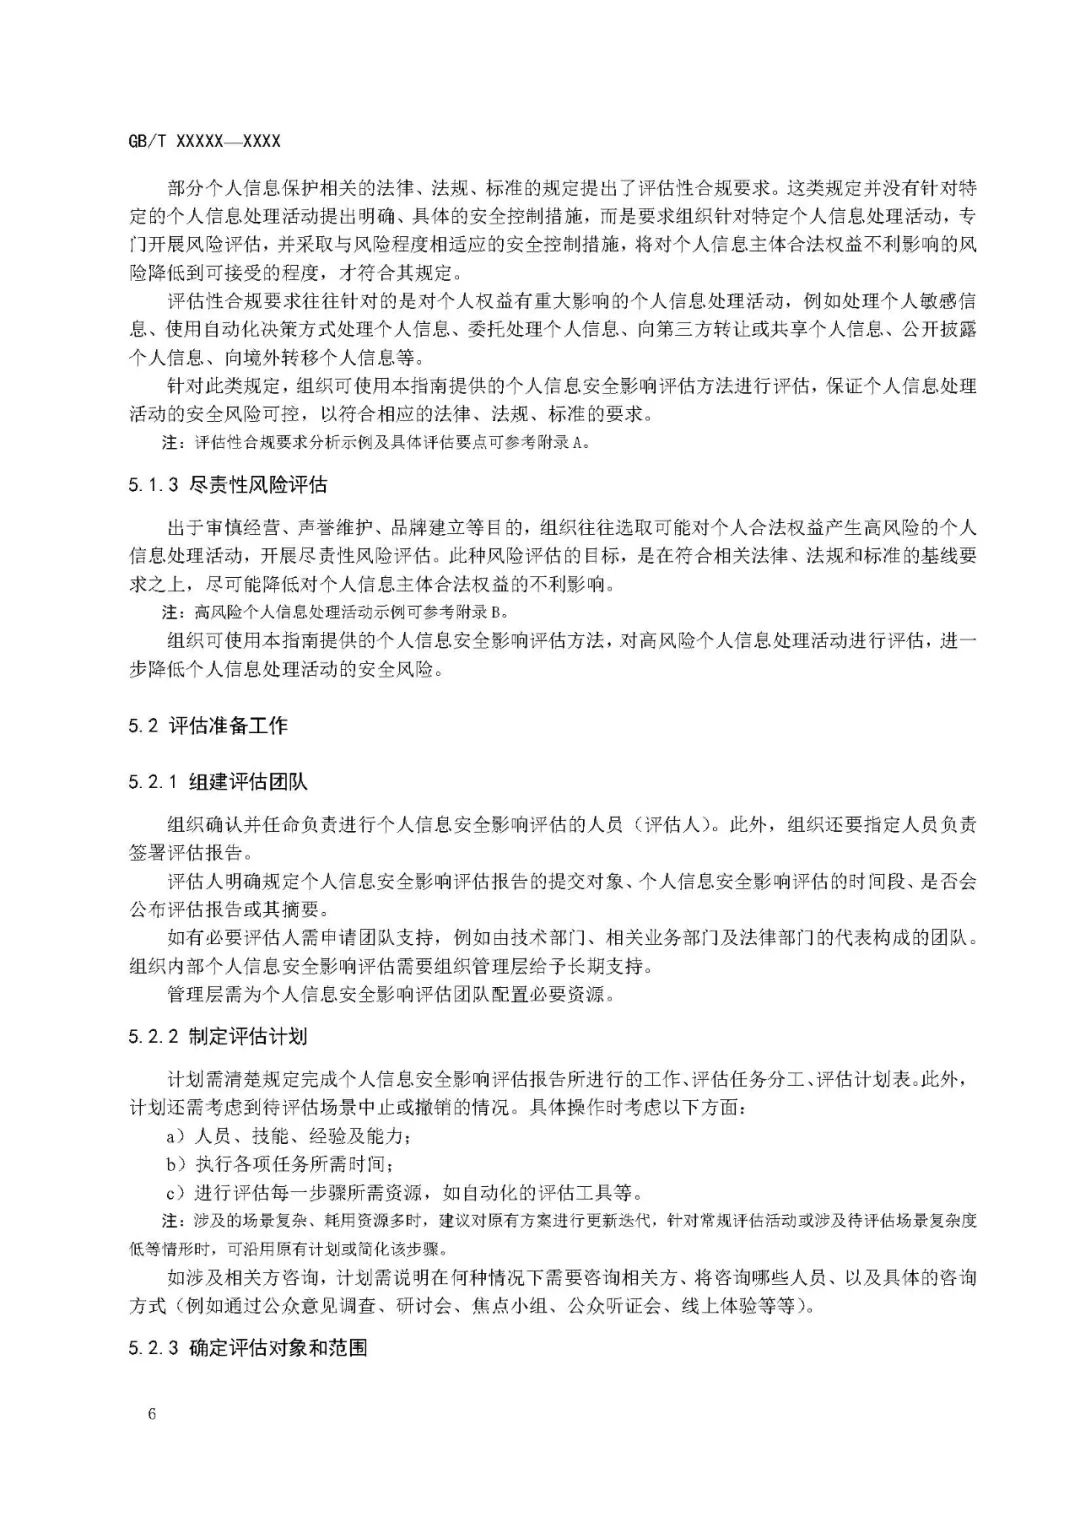 GB/T XXXXX—XXXX
部分个人信息保护相关的法律、法规、标准的规定提出了评估性合规要求。这类规定并没有针对特
定的个人信息处理活动提出明确、具体的安全控制措施，而是要求组织针对特定个人信息处理活动，专
门开展风险评估，并采取与风险程度相适应的安全控制措施，将对个人信息主体合法权益不利影响的风
险降低到可接受的程度，才符合其规定。
评估性合规要求往往针对的是对个人权益有重大影响的个人信息处理活动，例如处理个人敏感信
息、使用自动化决策方式处理个人信息、委托处理个人信息、向第三方转让或共享个人信息、公开披露
个人信息、向境外转移个人信息等。
针对此类规定，组织可使用本指南提供的个人信息安全影响评估方法进行评估，保证个人信息处理
活动的安全风险可控，以符合相应的法律、法规、标准的要求。
注：评估性合规要求分析示例及具体评估要点可参考附录 A。
5.1.3 尽责性风险评估
出于审慎经营、声誉维护、品牌建立等目的，组织往往选取可能对个人合法权益产生高风险的个人
信息处理活动，开展尽责性风险评估。此种风险评估的目标，是在符合相关法律、法规和标准的基线要
求之上，尽可能降低对个人信息主体合法权益的不利影响。
注：高风险个人信息处理活动示例可参考附录 B。
组织可使用本指南提供的个人信息安全影响评估方法，对高风险个人信息处理活动进行评估，进一
步降低个人信息处理活动的安全风险。
5.2 评估准备工作
5.2.1 组建评估团队
组织确认并任命负责进行个人信息安全影响评估的人员（评估人）。此外，组织还要指定人员负责
签署评估报告。
评估人明确规定个人信息安全影响评估报告的提交对象、个人信息安全影响评估的时间段、是否会
公布评估报告或其摘要。
如有必要评估人需申请团队支持，例如由技术部门、相关业务部门及法律部门的代表构成的团队。
组织内部个人信息安全影响评估需要组织管理层给予长期支持。
管理层需为个人信息安全影响评估团队配置必要资源。
5.2.2 制定评估计划
计划需清楚规定完成个人信息安全影响评估报告所进行的工作、评估任务分工、评估计划表。此外，
计划还需考虑到待评估场景中止或撤销的情况。具体操作时考虑以下方面：
a）人员、技能、经验及能力；
b）执行各项任务所需时间；
c）进行评估每一步骤所需资源，如自动化的评估工具等。
注：涉及的场景复杂、耗用资源多时，建议对原有方案进行更新迭代，针对常规评估活动或涉及待评估场景复杂度
低等情形时，可沿用原有计划或简化该步骤。
如涉及相关方咨询，计划需说明在何种情况下需要咨询相关方、将咨询哪些人员、以及具体的咨询
方式（例如通过公众意见调查、研讨会、焦点小组、公众听证会、线上体验等等）。
5.2.3 确定评估对象和范围
6